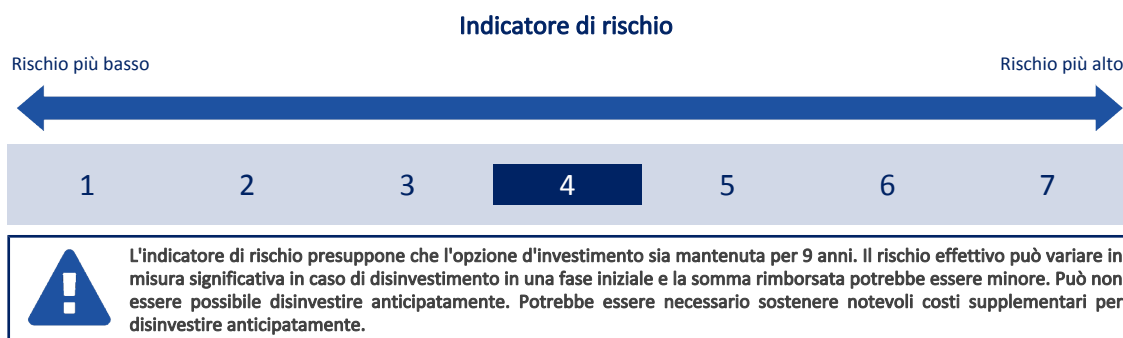 Indicatore di rischio
Rischio più basso
Rischio più alto
1 2 3 4 5 6 7
L'indicatore di rischio presuppone che l'opzione d'investimento sia mantenuta per 9 anni. Il rischio effettivo può variare in
misura significativa in caso di disinvestimento in una fase iniziale e la somma rimborsata potrebbe essere minore. Può non
essere possibile disinvestire anticipatamente. Potrebbe essere necessario sostenere notevoli costi supplementari per
disinvestire anticipatamente.